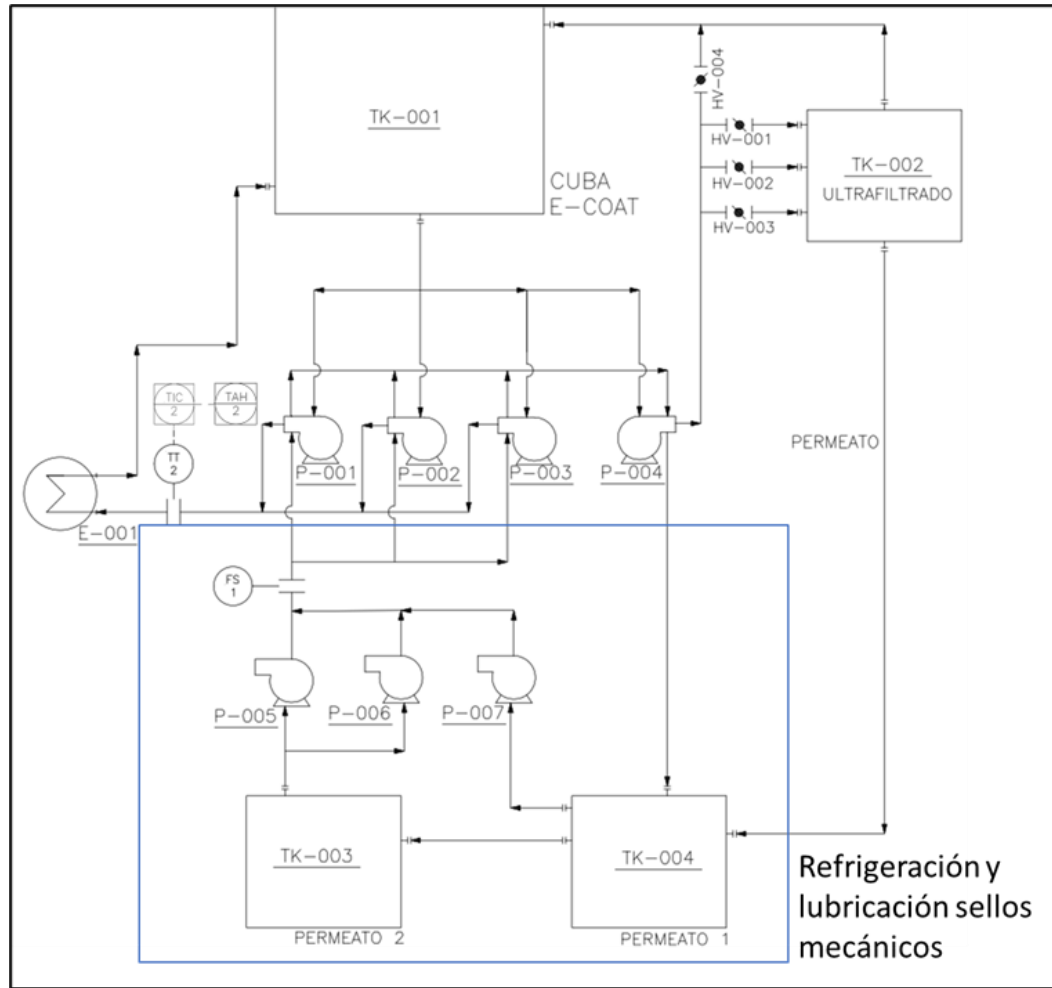 TK-001
CUBA
E-COAT
HV-004
HV-001
HV-002
HV-003
TK-002
ULTRAFILTRADO
PERMEATO
TIC
2
TAH
2
TT
2
P-001
P-002
P-003
P-004
E-001
FS
1
P-005
P-006
P-007
TK-003
PERMEATO 2
TK-004
PERMEATO 1
Refrigeración y
lubricación sellos
mecánicos